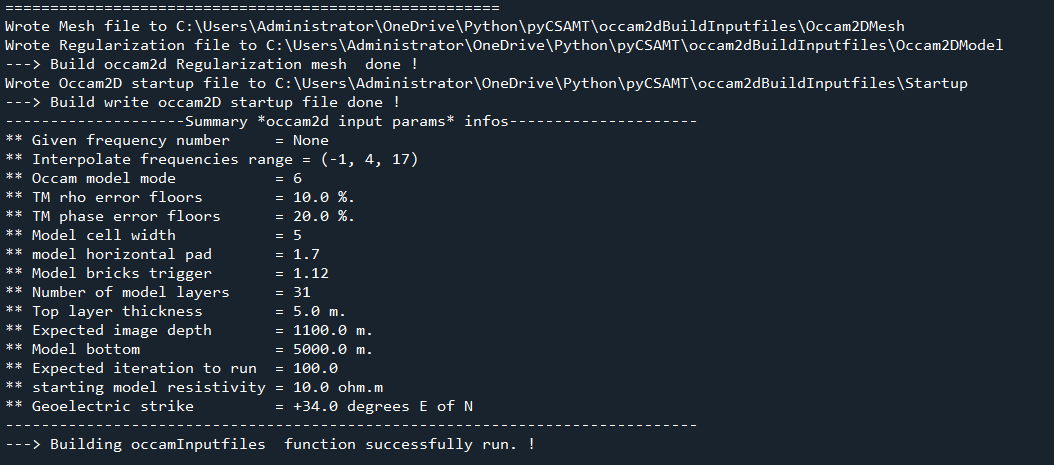 =======================================================
Wrote Mesh file to C:\Users\Administrator\OneDrive\Python\pyCSAMT\occam2dBuildInputfiles\Occam2DMesh
Wrote Regularization file to C:\Users\Administrator\OneDrive\Python\pyCSAMT\occam2dBuildInputfiles\Occam2DModel
---> Build occam2d Regularization mesh  done !
Wrote Occam2D startup file to C:\Users\Administrator\OneDrive\Python\pyCSAMT\occam2dBuildInputfiles\Startup
---> Build write occam2D startup file done !
--------------------Summary *occam2d input params* infos---------------------
** Given frequency number     = None
** Interpolate frequencies range = (-1, 4, 17)
** Occam model mode           = 6
** TM rho error floors        = 10.0 %.
** TM phase error floors      = 20.0 %.
** Model cell width           = 5
** model horizontal pad       = 1.7
** Model bricks trigger       = 1.12
** Number of model layers     = 31
** Top layer thickness        = 5.0 m.
** Expected image depth       = 1100.0 m.
** Model bottom               = 5000.0 m.
** Expected iteration to run  = 100.0
** starting model resistivity = 10.0 ohm.m
** Geoelectric strike         = +34.0 degrees E of N
-----------------------------------------------------------------------------
---> Building occamInputfiles  function successfully run. !